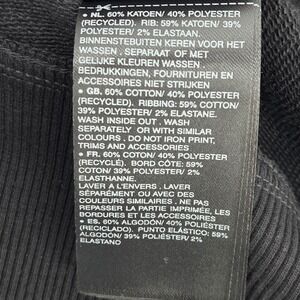 • NL. 60% KATOEN/ 40% POLYESTER
(RECYCLED). RIB: 59% KATOEN/ 39%
POLYESTER/ 2% ELASTAAN.
BINNENSTEBUITEN KEREN VOOR HET
WASSEN . SEPARAAT OF MET
GELIJKE KLEUREN WASSEN .
BEDRUKKINGEN, FOURNITUREN EN
ACCESSOIRES NIET STRIJKEN
• GB. 60% COTTON/ 40% POLYESTER
(RECYCLED). RIBBING: 59% COTTON/
39% POLYESTER/ 2% ELASTANE.
WASH INSIDE OUT . WASH
SEPARATELY OR WITH SIMILAR
COLOURS . DO NOT IRON PRINT,
TRIMS AND ACCESSORIES
• FR. 60% COTON/ 40% POLYESTER
(RECYCLÉ). BORD CÔTE: 59%
COTON/ 39% POLYESTER/ 2%
ELASTHANNE.
LAVER A L'ENVERS . LAVER
SÉPARÉMENT OU AVEC DES
COULEURS SIMILAIRES . NE PAS
REPASSER LA PARTIE IMPRIMÉE, LES
BORDURES ET LES ACCESSOIRES
• ES. 60% ALGODÓN/ 40% POLIÉSTER
(RECICLADO). PUNTO ELÁSTICO: 59%
ALGODÓN/ 39% POLIÉSTER/ 2%
ELASTANO